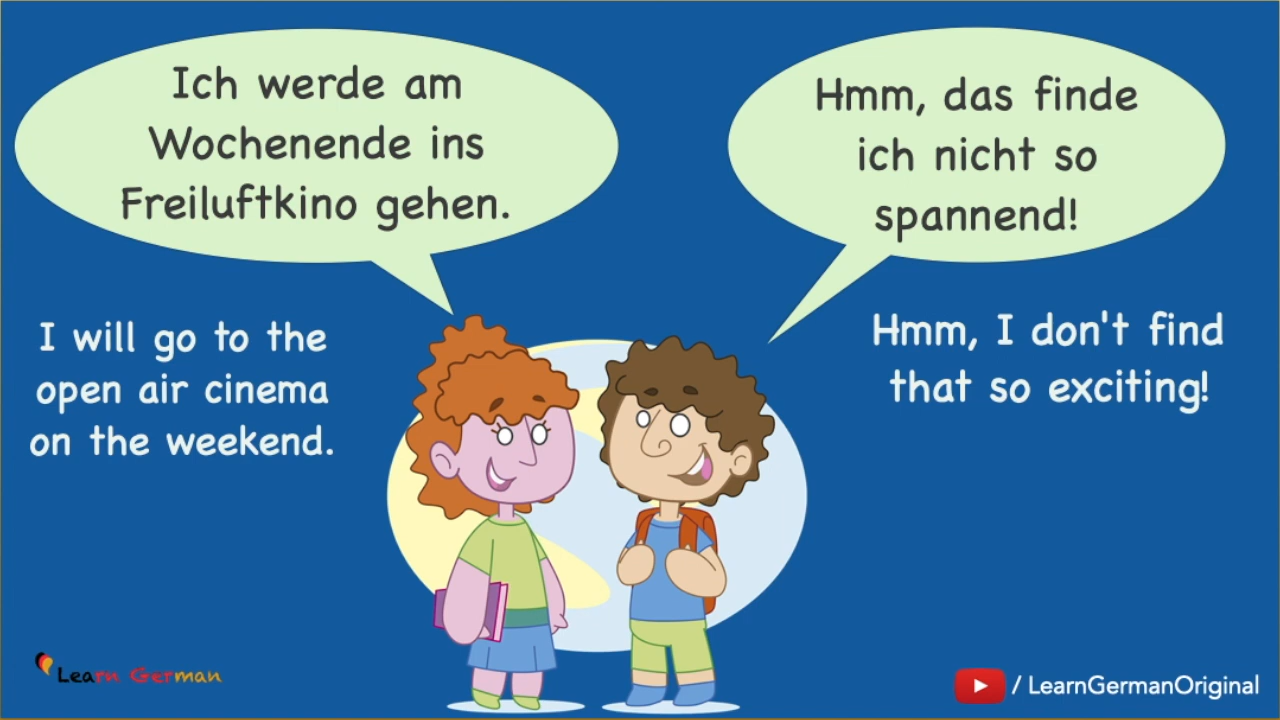 Ich werde am
Wochenende ins
Freiluftkino gehen.
Hmm, das finde
ich nicht so
spannend!
I will go to the
open air cinema
on the weekend.
Hmm, I don't find
that so exciting!
Learn German
/ LearnGermanOriginal